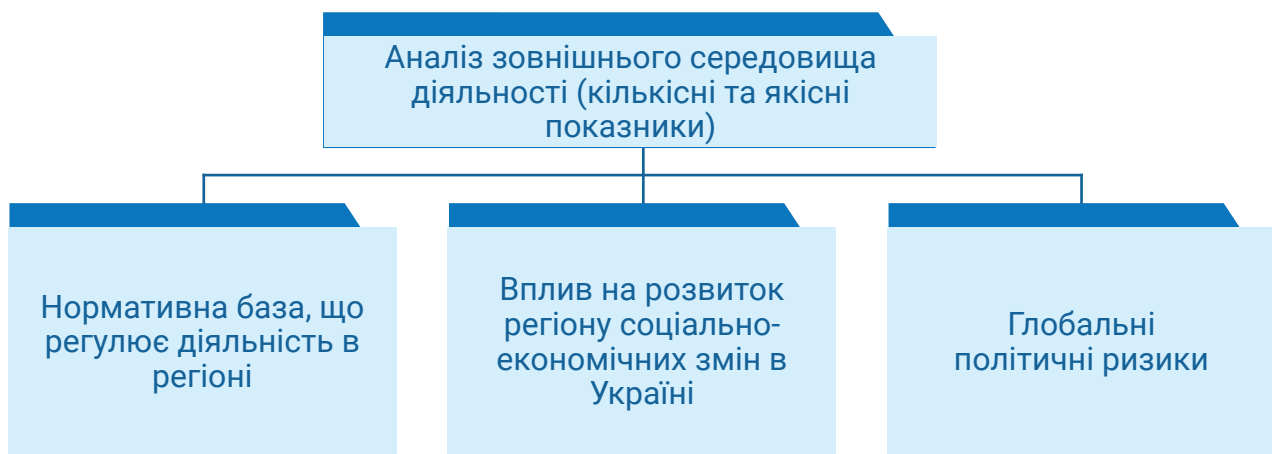 Аналіз зовнішнього середовища
діяльності (кількісні та якісні
показники)
Нормативна база, що
регулює діяльність в
регіоні
Вплив на розвиток
регіону соціально-
економічних змін в
Україні
Глобальні
політичні ризики